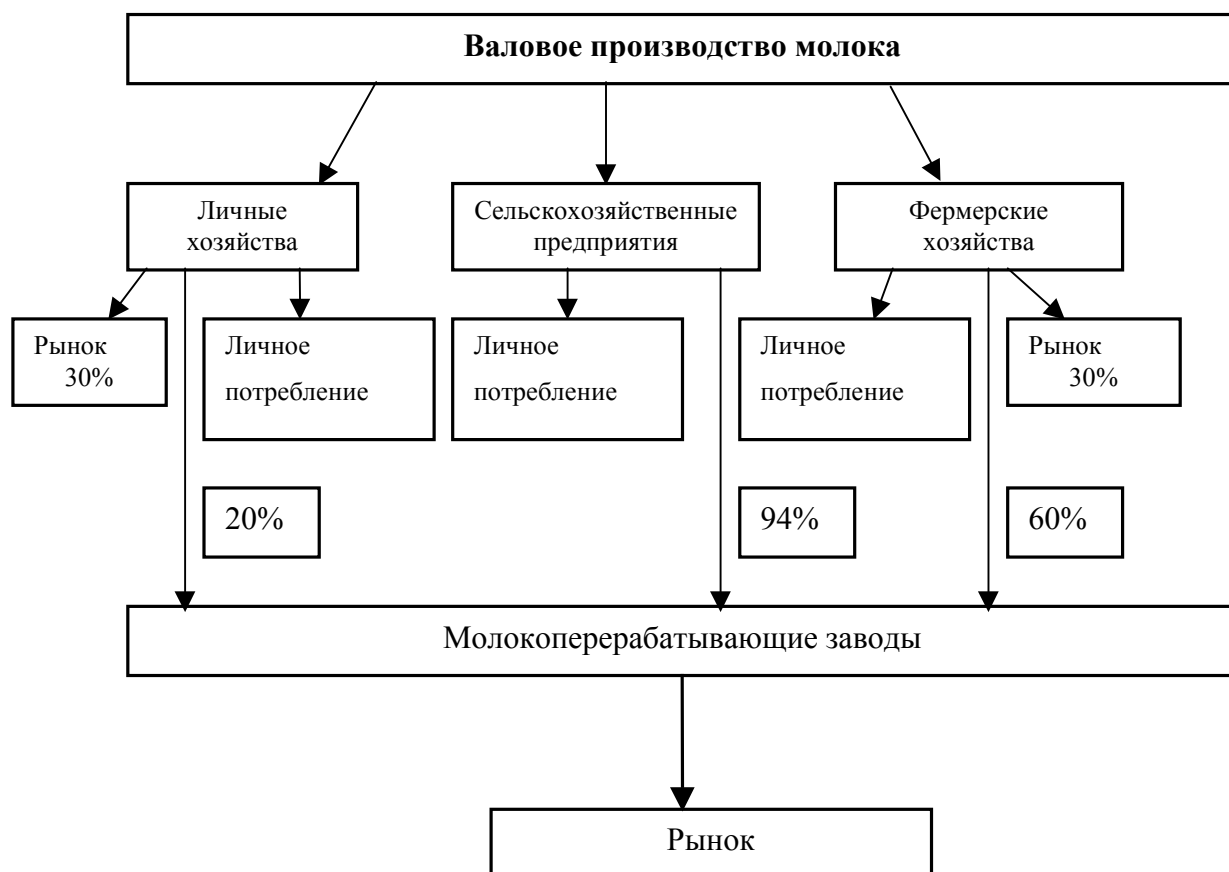 Валовое производство молока
Личные
хозяйства
Сельскохозяйственные
предприятия
Фермерские
хозяйства
Рынок
30%
Личное
потребление
Личное
потребление
Личное
потребление
Рынок
30%
20%
94%
60%
Молокоперерабатывающие заводы
Рынок